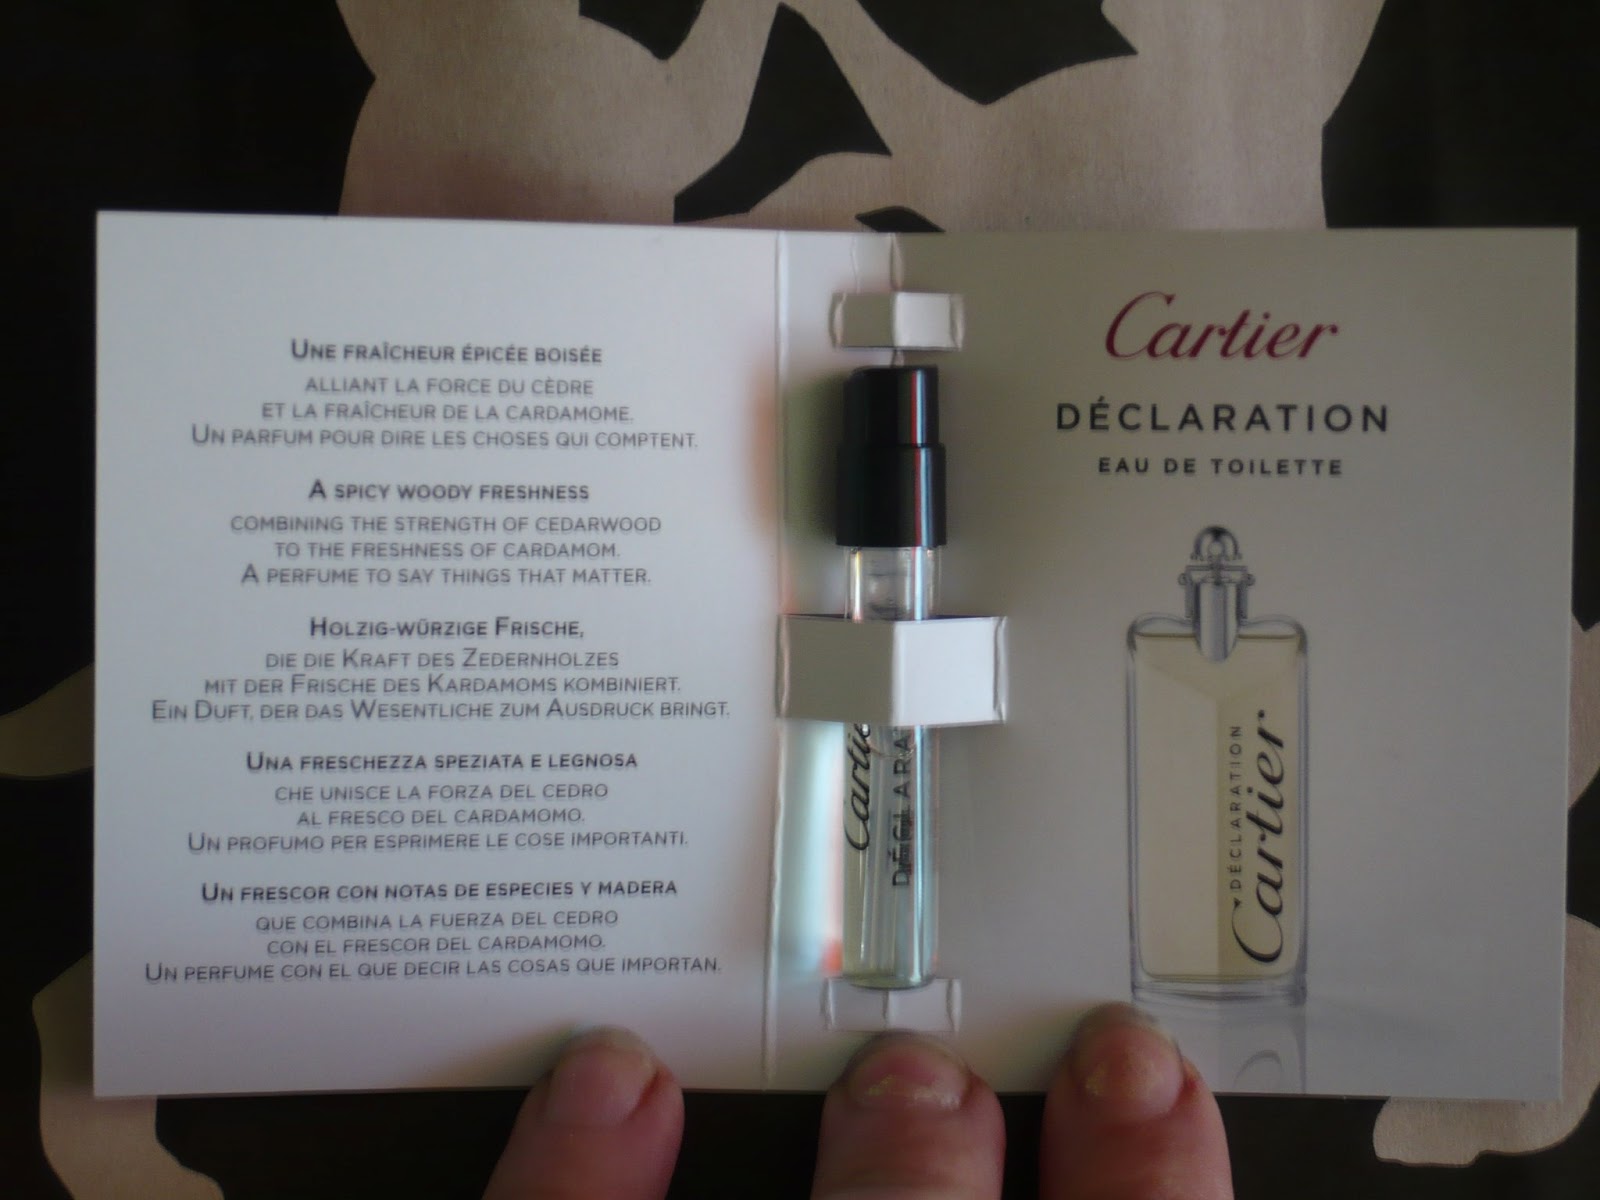 Une fraîcheur épicée boisée
alliant la force du cèdre
et la fraîcheur de la cardamome.
Un parfum pour dire les choses qui comptent.
A spicy woody freshness
combining the strength of cedarwood
to the freshness of cardamom.
A perfume to say things that matter.
Holzig-würzige Frische,
die die Kraft des Zedernholzes
mit der Frische des Kardamoms kombiniert.
Ein Duft, der das Wesentliche zum Ausdruck bringt.
Una freschezza speziata e legnosa
che unisce la forza del cedro
al fresco del cardamomo.
Un profumo per esprimere le cose importanti.
Un frescor con notas de especies y madera
que combina la fuerza del cedro
con el frescor del cardamomo.
Un perfume con el que decir las cosas que importan.
Cartie
DÉCLARA
Cartier
DÉCLARATION
EAU DE TOILETTE
DÉCLARATION
Cartier